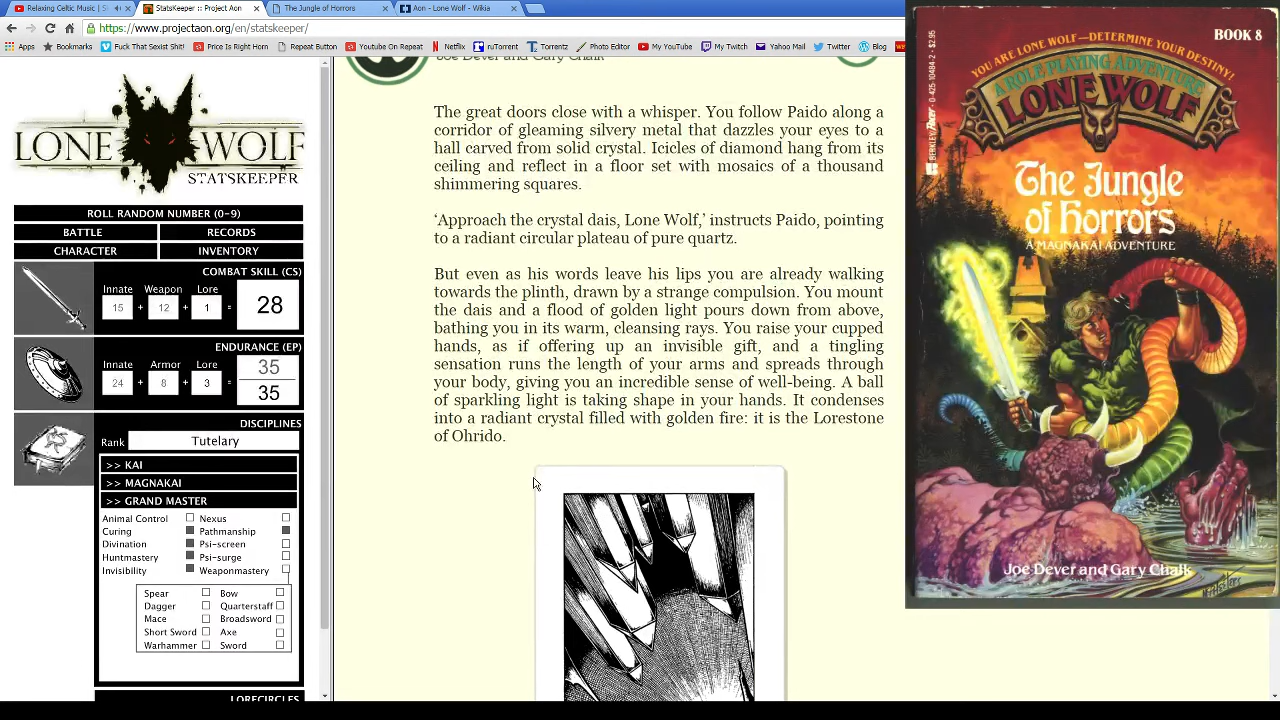 Relaxing Celtic Music |
StatsKeeper :: Project Aon
The Jungle of Horrors
Aon - Lone Wolf - Wikia
https://www.projectaon.org/en/statskeeper/
Apps
Bookmarks
Fuck That Sexist Shit!
Price is Right Horn
Repeat Button
Youtube On Repeat
Netflix
ruTorrent
Torrentz
Photo Editor
My YouTube
My Twitch
Yahoo Mail
Twitter
Blog
LONE WOLF
STATSKEEPER
ROLL RANDOM NUMBER (0-9)
BATTLE RECORDS
CHARACTER INVENTORY
COMBAT SKILL (CS)
Innate Weapon Lore
15 + 12 + 1 = 28
ENDURANCE (EP)
Innate Armor Lore
35
24 + 8 + 3 = 35
DISCIPLINES
Rank Tutelary
>> KAI
>> MAGNAKAI
>> GRAND MASTER
Animal Control Nexus
Curing Pathmanship
Divination Psi-screen
Huntmastery Psi-surge
Invisibility Weaponmastery
Spear Bow
Dagger Quarterstaff
Mace Broadsword
Short Sword Axe
Warhammer Sword
LORECIRCLES
Joe Dever and Gary Chalk
The great doors close with a whisper. You follow Paido along a
corridor of gleaming silvery metal that dazzles your eyes to a
hall carved from solid crystal. Icicles of diamond hang from its
ceiling and reflect in a floor set with mosaics of a thousand
shimmering squares.
‘Approach the crystal dais, Lone Wolf,’ instructs Paido, pointing
to a radiant circular plateau of pure quartz.
But even as his words leave his lips you are already walking
towards the plinth, drawn by a strange compulsion. You mount
the dais and a flood of golden light pours down from above,
bathing you in its warm, cleansing rays. You raise your cupped
hands, as if offering up an invisible gift, and a tingling
sensation runs the length of your arms and spreads through
your body, giving you an incredible sense of well-being. A ball
of sparkling light is taking shape in your hands. It condenses
into a radiant crystal filled with golden fire: it is the Lorestone
of Ohrido.
BOOK 8
YOU ARE LONE WOLF—DETERMINE YOUR DESTINY!
A ROLE PLAYING ADVENTURE
LONE WOLF
The Jungle
of Horrors
A MAGNAKAI ADVENTURE
BERKLEY/Pacer · 0-425-10484-2 · $2.95
Joe Dever and Gary Chalk